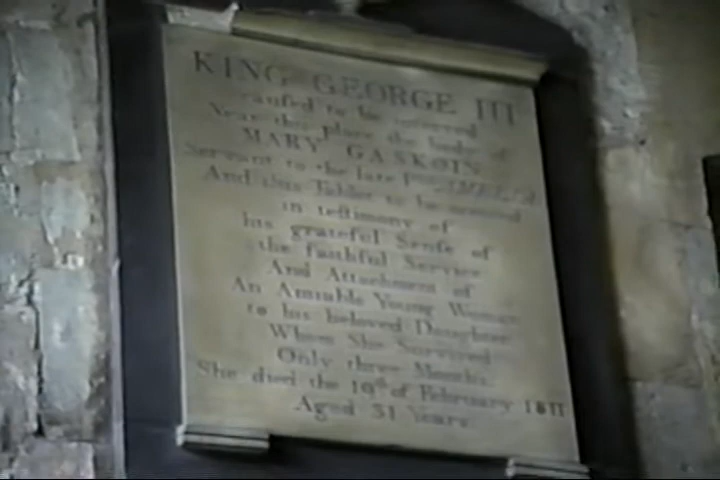 KING GEORGE III
caused to be interred
Near this place the body of
MARY GASKOIN
Servant to the late
And this Tablet to be erected
in testimony of
his grateful Sense of
the faithful Service
And Attachment of
An Amiable Young Woman
to his beloved Daughter
Whom She Survived
Only three Months.
She died the 19th of February 1811
Aged 31 Years